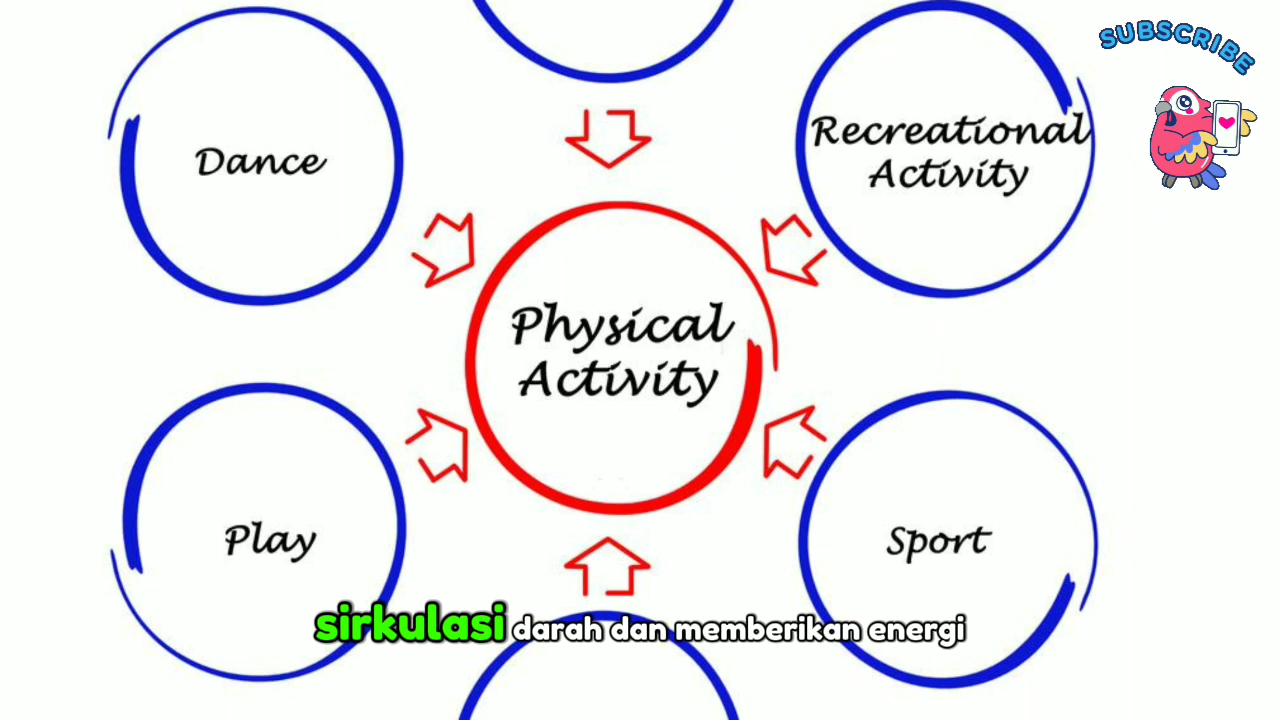 SUBSCRIBE
Dance
Recreational
Activity
Physical
Activity
Play
Sport
sirkulasi darah dan memberikan energi